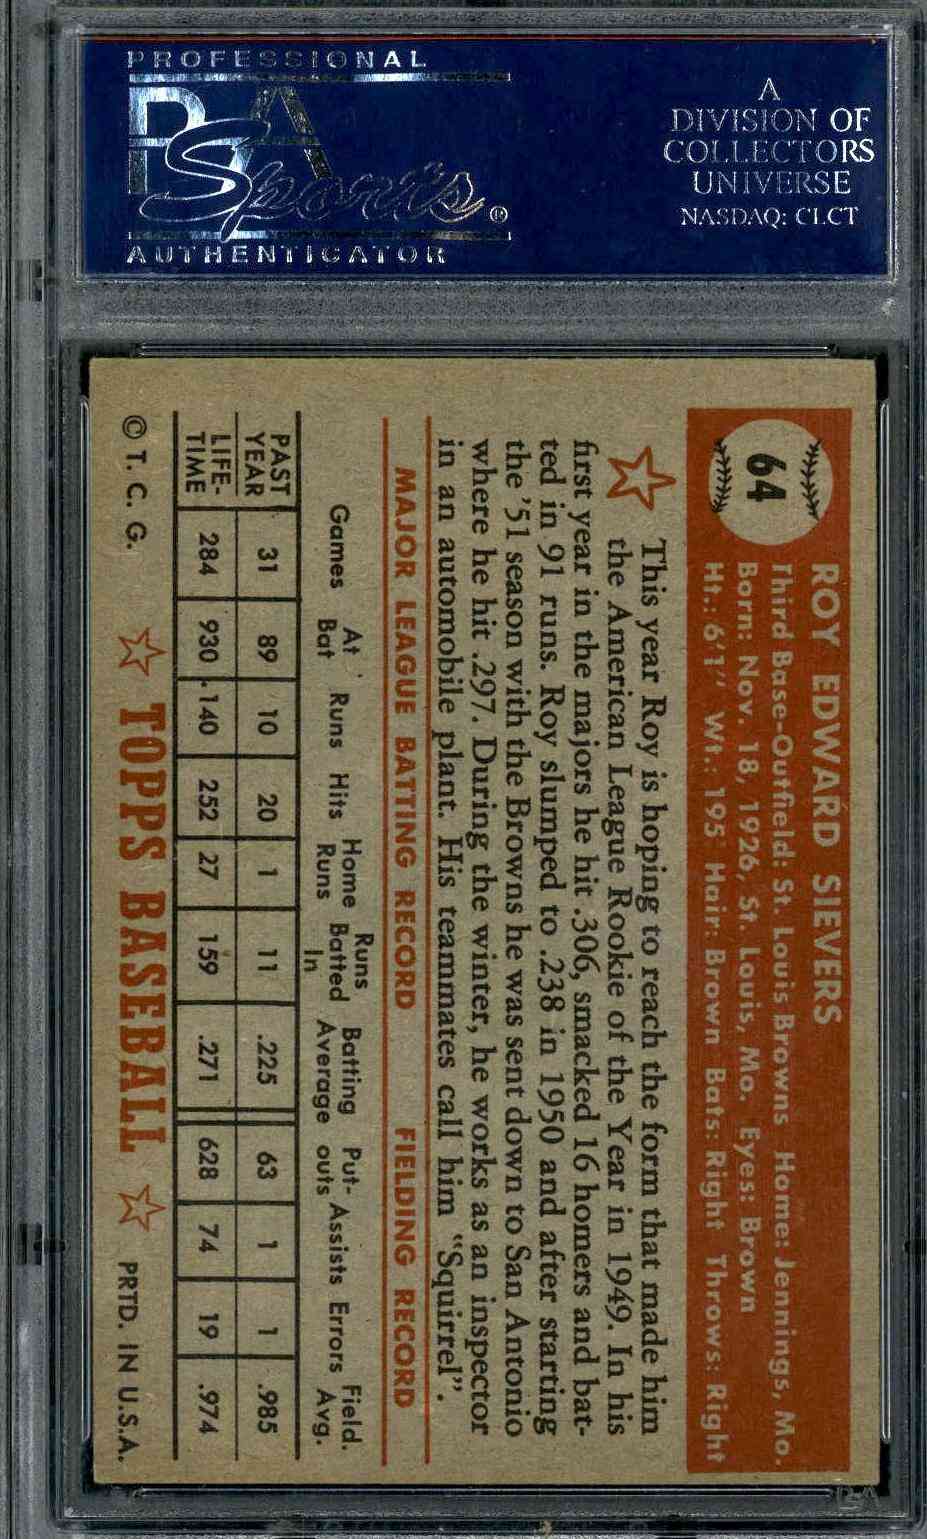 PROFESSIONAL
PSA
Sports®
AUTHENTICATOR
A
DIVISION OF
COLLECTORS
UNIVERSE
NASDAQ: CLCT
64
ROY EDWARD SIEVERS
Third Base-Outfield: St. Louis Browns Home: Jennings, Mo.
Born: Nov. 18, 1926, St. Louis, Mo. Eyes: Brown
Ht.: 6'1" Wt.: 195 Hair: Brown Bats: Right Throws: Right
This year Roy is hoping to reach the form that made him
the American League Rookie of the Year in 1949. In his
first year in the majors he hit .306, smacked 16 homers and bat-
ted in 91 runs. Roy slumped to .238 in 1950 and after starting
the '51 season with the Browns he was sent down to San Antonio
where he hit .297. During the winter, he works as an inspector
in an automobile plant. His teammates call him "Squirrel".
MAJOR LEAGUE BATTING RECORD FIELDING RECORD
Games At Bat Runs Hits Home Runs Runs Batted In Batting Average Put-outs Assists Errors Field. Avg.
PAST YEAR 31 89 10 20 1 11 .225 63 1 1 .985
LIFE-TIME 284 930 140 252 27 159 .271 628 74 19 .974
© T. C. G. TOPPS BASEBALL PRTD. IN U.S.A.